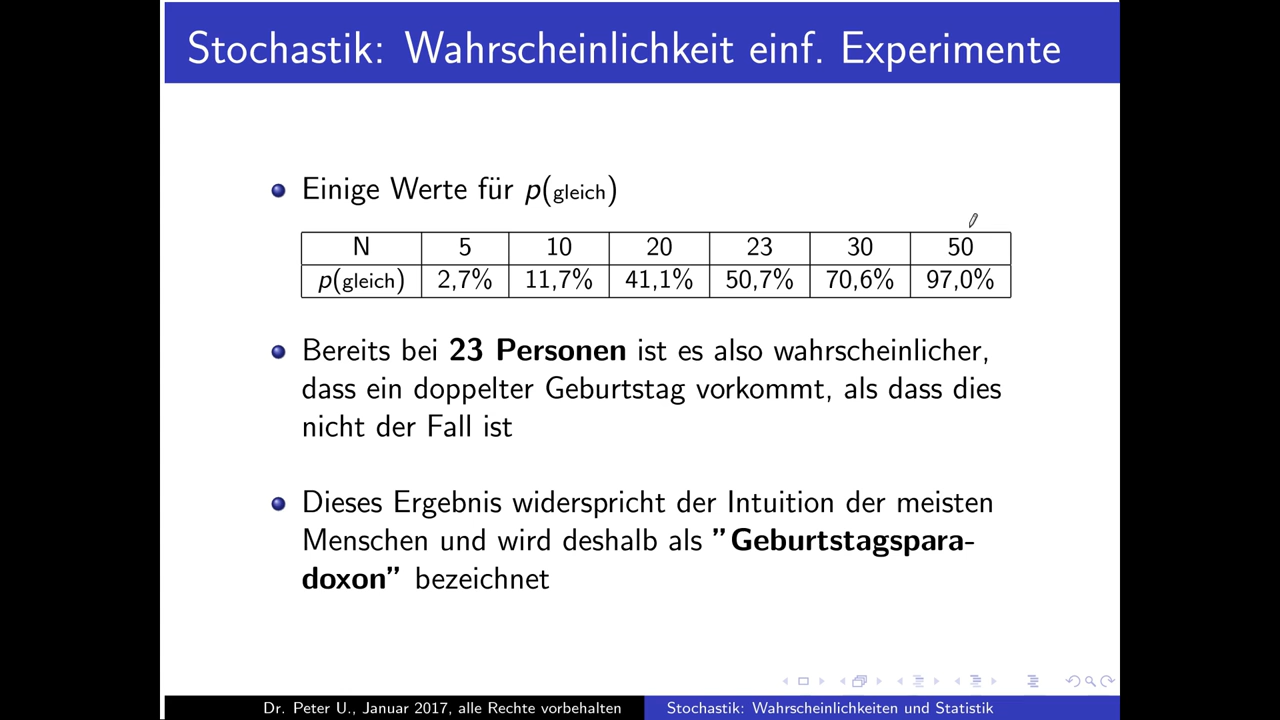 Stochastik: Wahrscheinlichkeit einf. Experimente
Einige Werte für p(gleich)
N 5 10 20 23 30 50
p(gleich) 2,7% 11,7% 41,1% 50,7% 70,6% 97,0%
Bereits bei 23 Personen ist es also wahrscheinlicher,
dass ein doppelter Geburtstag vorkommt, als dass dies
nicht der Fall ist
Dieses Ergebnis widerspricht der Intuition der meisten
Menschen und wird deshalb als ”Geburtstagspara-
doxon” bezeichnet
Dr. Peter U., Januar 2017, alle Rechte vorbehalten Stochastik: Wahrscheinlichkeiten und Statistik